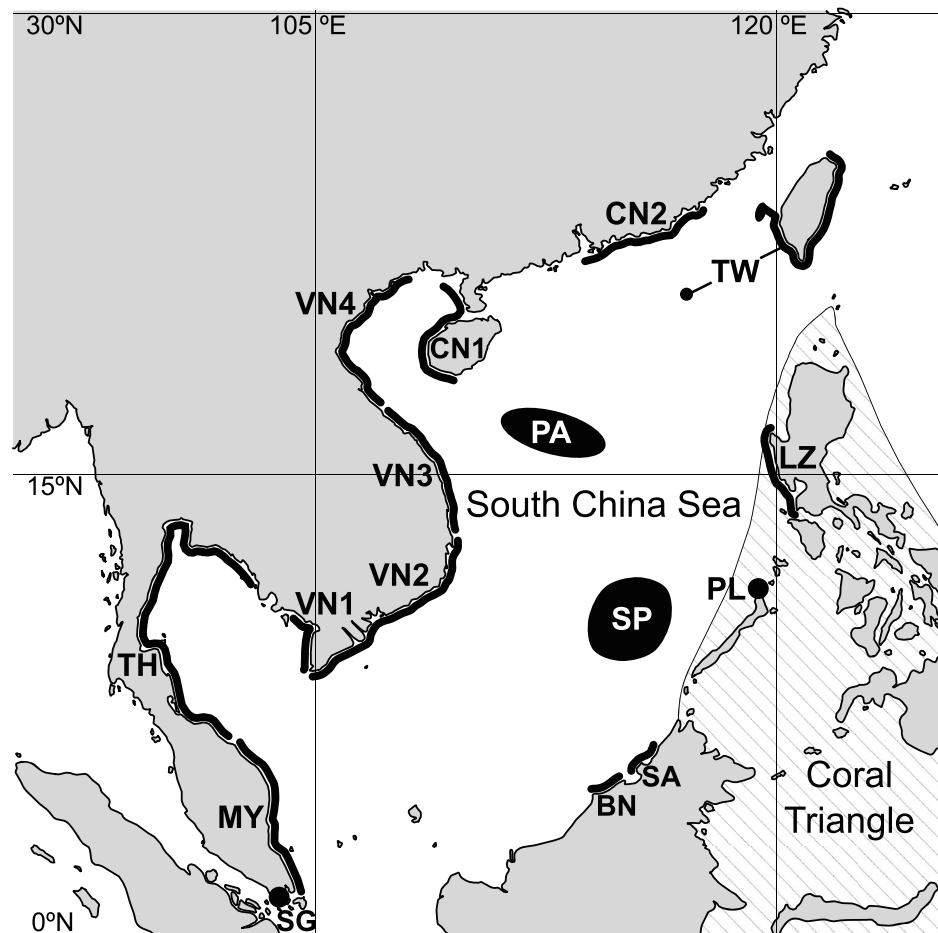 30ºN
105 ºE
120 ºE
CN2
TW
VN4
CN1
PA
LZ
VN3
15ºN
South China Sea
VN2
PL
VN1
SP
TH
SA
Coral
Triangle
BN
MY
0ºN
SG